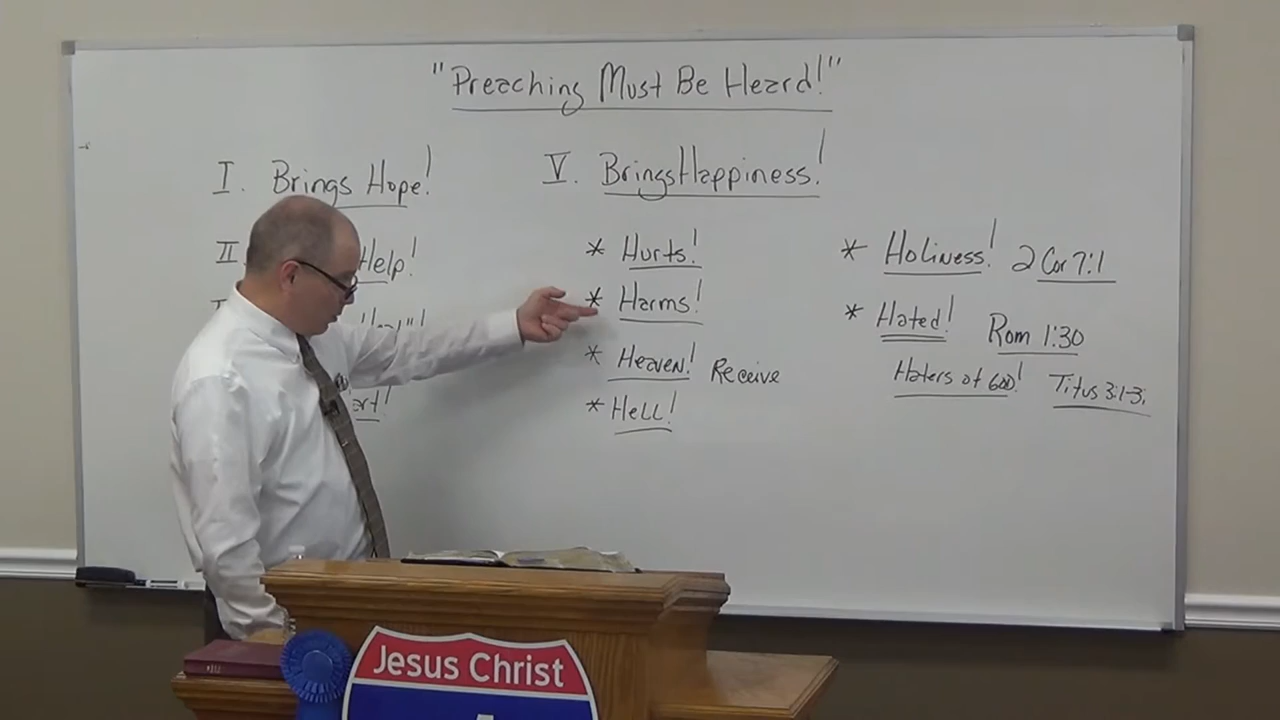 "Preaching Must Be Heard!"
I. Brings Hope!
II. Help!
V. Brings Happiness!
* Hurts!
* Harms!
* Heaven! Receive
* Hell!
* Holiness! 2 Cor 7:1
* Hated! Rom 1:30
Haters of GOD! Titus 3:1-3;
Jesus Christ